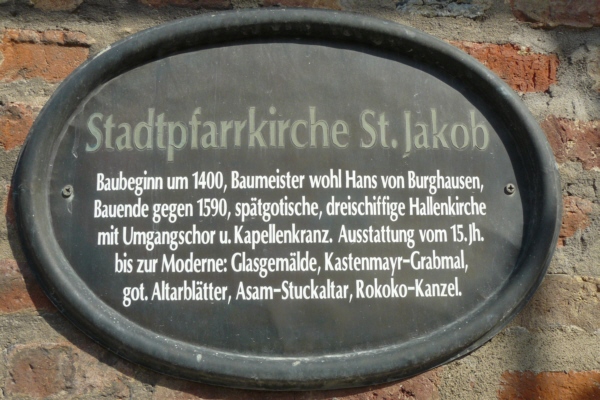 Stadtpfarrkirche St. Jakob
Baubeginn um 1400, Baumeister wohl Hans von Burghausen,
Bauende gegen 1590, spätgotische, dreischiffige Hallenkirche
mit Umgangschor u. Kapellenkranz. Ausstattung vom 15. Jh.
bis zur Moderne: Glasgemälde, Kastenmayr-Grabmal,
got. Altarblätter, Asam-Stuckaltar, Rokoko-Kanzel.